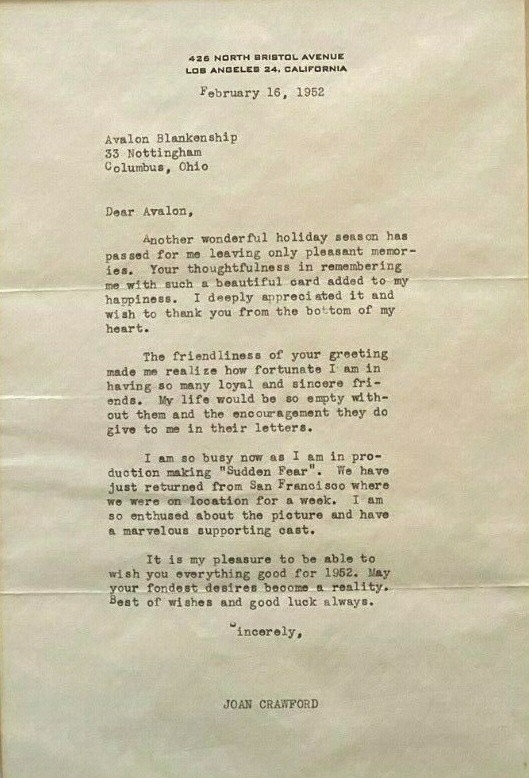 426 NORTH BRISTOL AVENUE
LOS ANGELES 24, CALIFORNIA
February 16, 1952
Avalon Blankenship
33 Nottingham
Columbus, Ohio
Dear Avalon,
Another wonderful holiday season has
passed for me leaving only pleasant memor-
ies. Your thoughtfulness in remembering
me with such a beautiful card added to my
happiness. I deeply appreciated it and
wish to thank you from the bottom of my
heart.
The friendliness of your greeting
made me realize how fortunate I am in
having so many loyal and sincere fri-
ends. My life would be so empty with-
out them and the encouragement they do
give to me in their letters.
I am so busy now as I am in pro-
duction making "Sudden Fear". We have
just returned from San Francisco where
we were on location for a week. I am
so enthused about the picture and have
a marvelous supporting cast.
It is my pleasure to be able to
wish you everything good for 1952. May
your fondest desires become a reality.
Best of wishes and good luck always.
Sincerely,
JOAN CRAWFORD